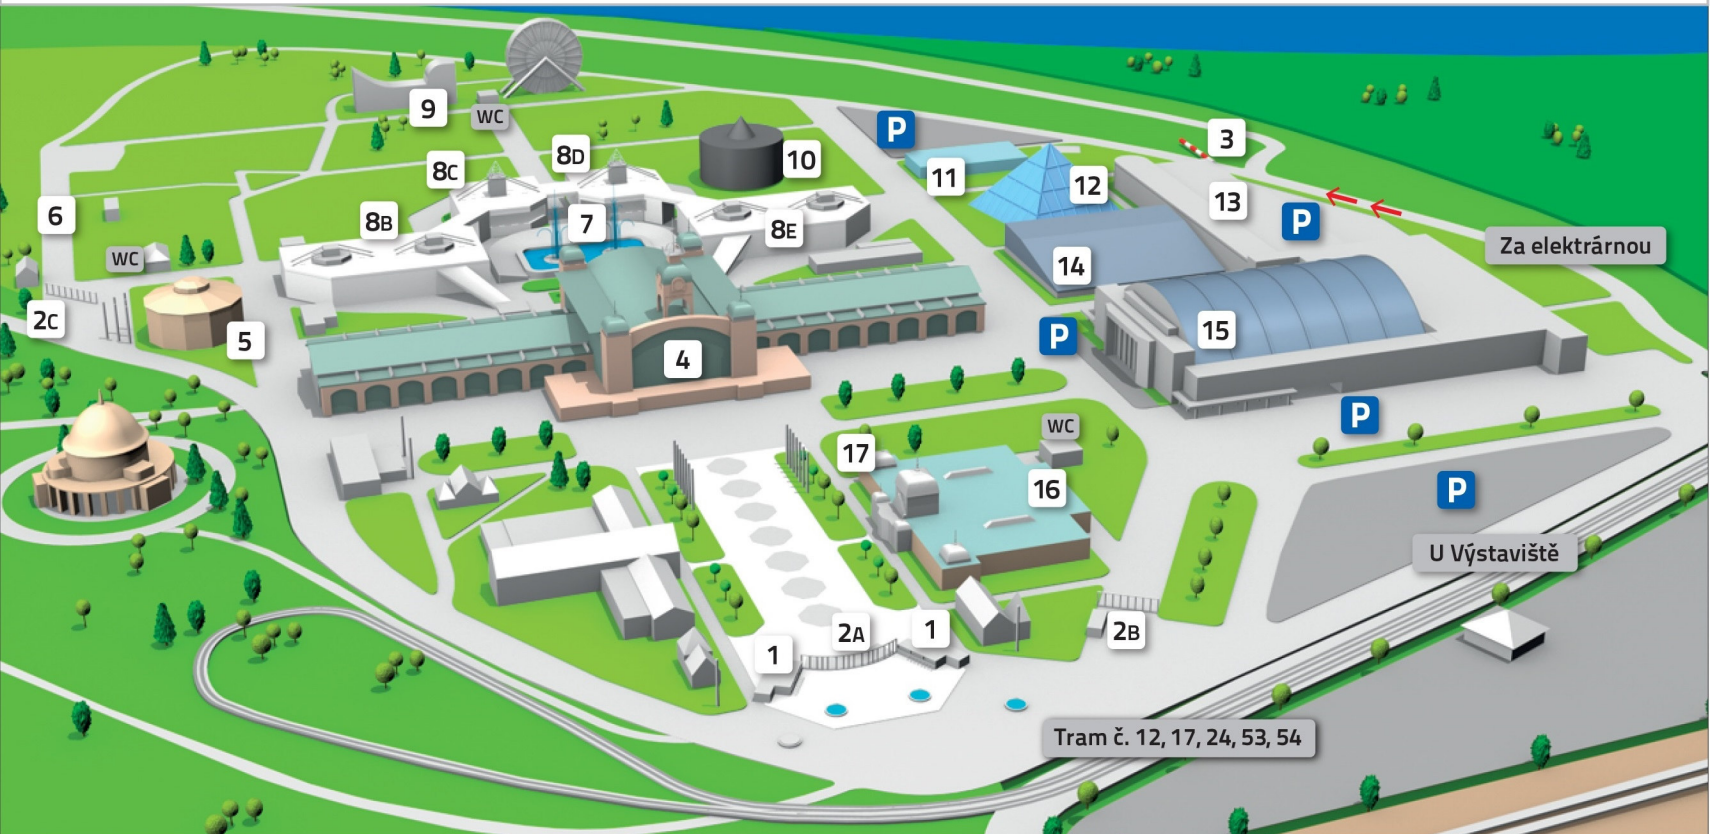 9
WC
P
3
8D
10
8C
11
12
13
6
8B
7
8E
P
Za elektrárnou
WC
14
2C
5
4
P
15
P
WC
17
16
P
U Výstaviště
1
2A
1
2B
Tram č. 12, 17, 24, 53, 54